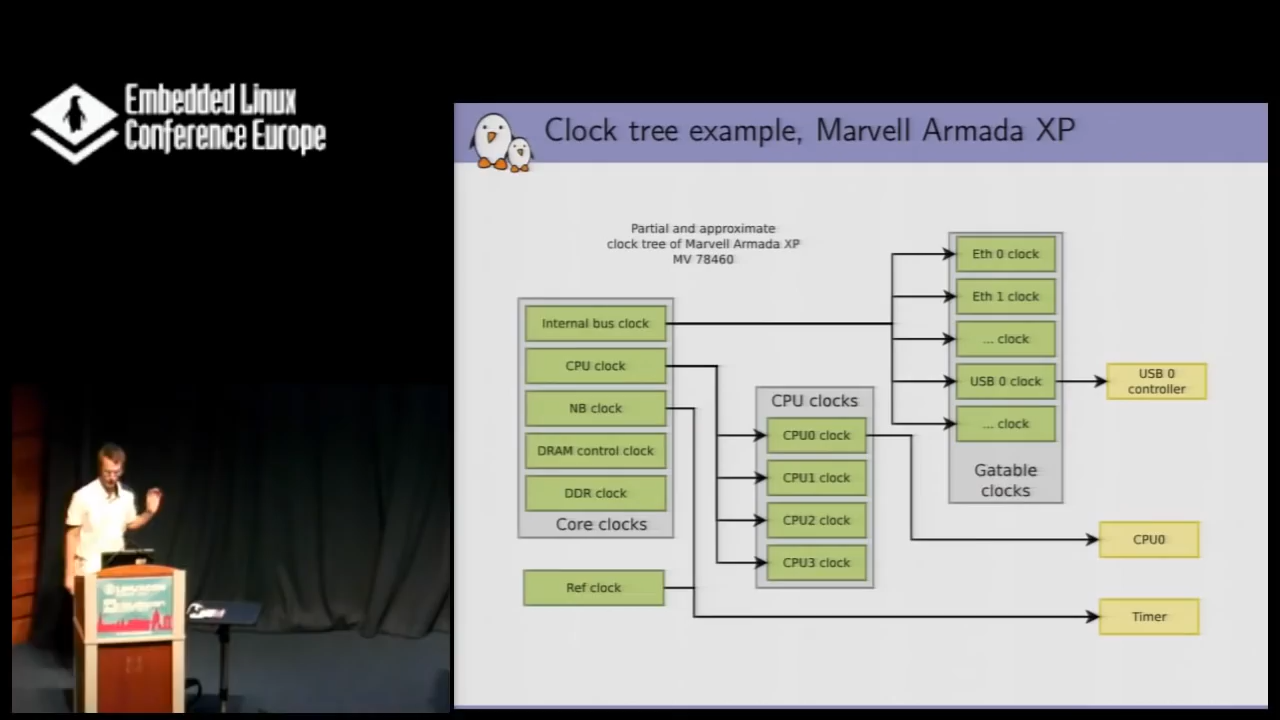 Embedded Linux
Conference Europe
Clock tree example, Marvell Armada XP
Partial and approximate
clock tree of Marvell Armada XP
MV 78460
Internal bus clock
CPU clock
NB clock
DRAM control clock
DDR clock
Core clocks
Ref clock
CPU clocks
CPU0 clock
CPU1 clock
CPU2 clock
CPU3 clock
Eth 0 clock
Eth 1 clock
... clock
USB 0 clock
... clock
Gatable
clocks
USB 0
controller
CPU0
Timer